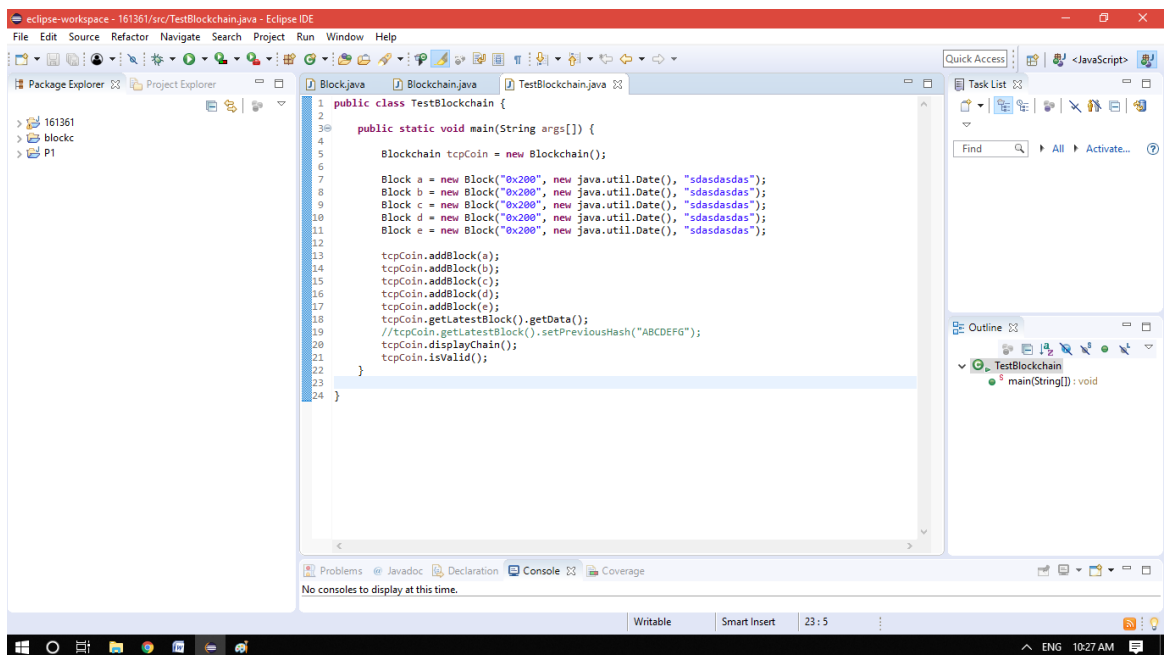 eclipse-workspace - 161361/src/TestBlockchain.java - Eclipse IDE
File Edit Source Refactor Navigate Search Project Run Window Help
Quick Access <JavaScript>
Package Explorer Project Explorer
161361
blockc
P1
Block.java Blockchain.java TestBlockchain.java
1 public class TestBlockchain {
2
3 public static void main(String args[]) {
4
5 Blockchain tcpCoin = new Blockchain();
6
7 Block a = new Block("0x200", new java.util.Date(), "sdasdasdas");
8 Block b = new Block("0x200", new java.util.Date(), "sdasdasdas");
9 Block c = new Block("0x200", new java.util.Date(), "sdasdasdas");
10 Block d = new Block("0x200", new java.util.Date(), "sdasdasdas");
11 Block e = new Block("0x200", new java.util.Date(), "sdasdasdas");
12
13 tcpCoin.addBlock(a);
14 tcpCoin.addBlock(b);
15 tcpCoin.addBlock(c);
16 tcpCoin.addBlock(d);
17 tcpCoin.addBlock(e);
18 tcpCoin.getLatestBlock().getData();
19 //tcpCoin.getLatestBlock().setPreviousHash("ABCDEFG");
20 tcpCoin.displayChain();
21 tcpCoin.isValid();
22 }
23
24 }
Task List
Find All Activate...
Outline
TestBlockchain
main(String[]) : void
Problems @ Javadoc Declaration Console Coverage
No consoles to display at this time.
Writable Smart Insert 23 : 5
ENG 10:27 AM